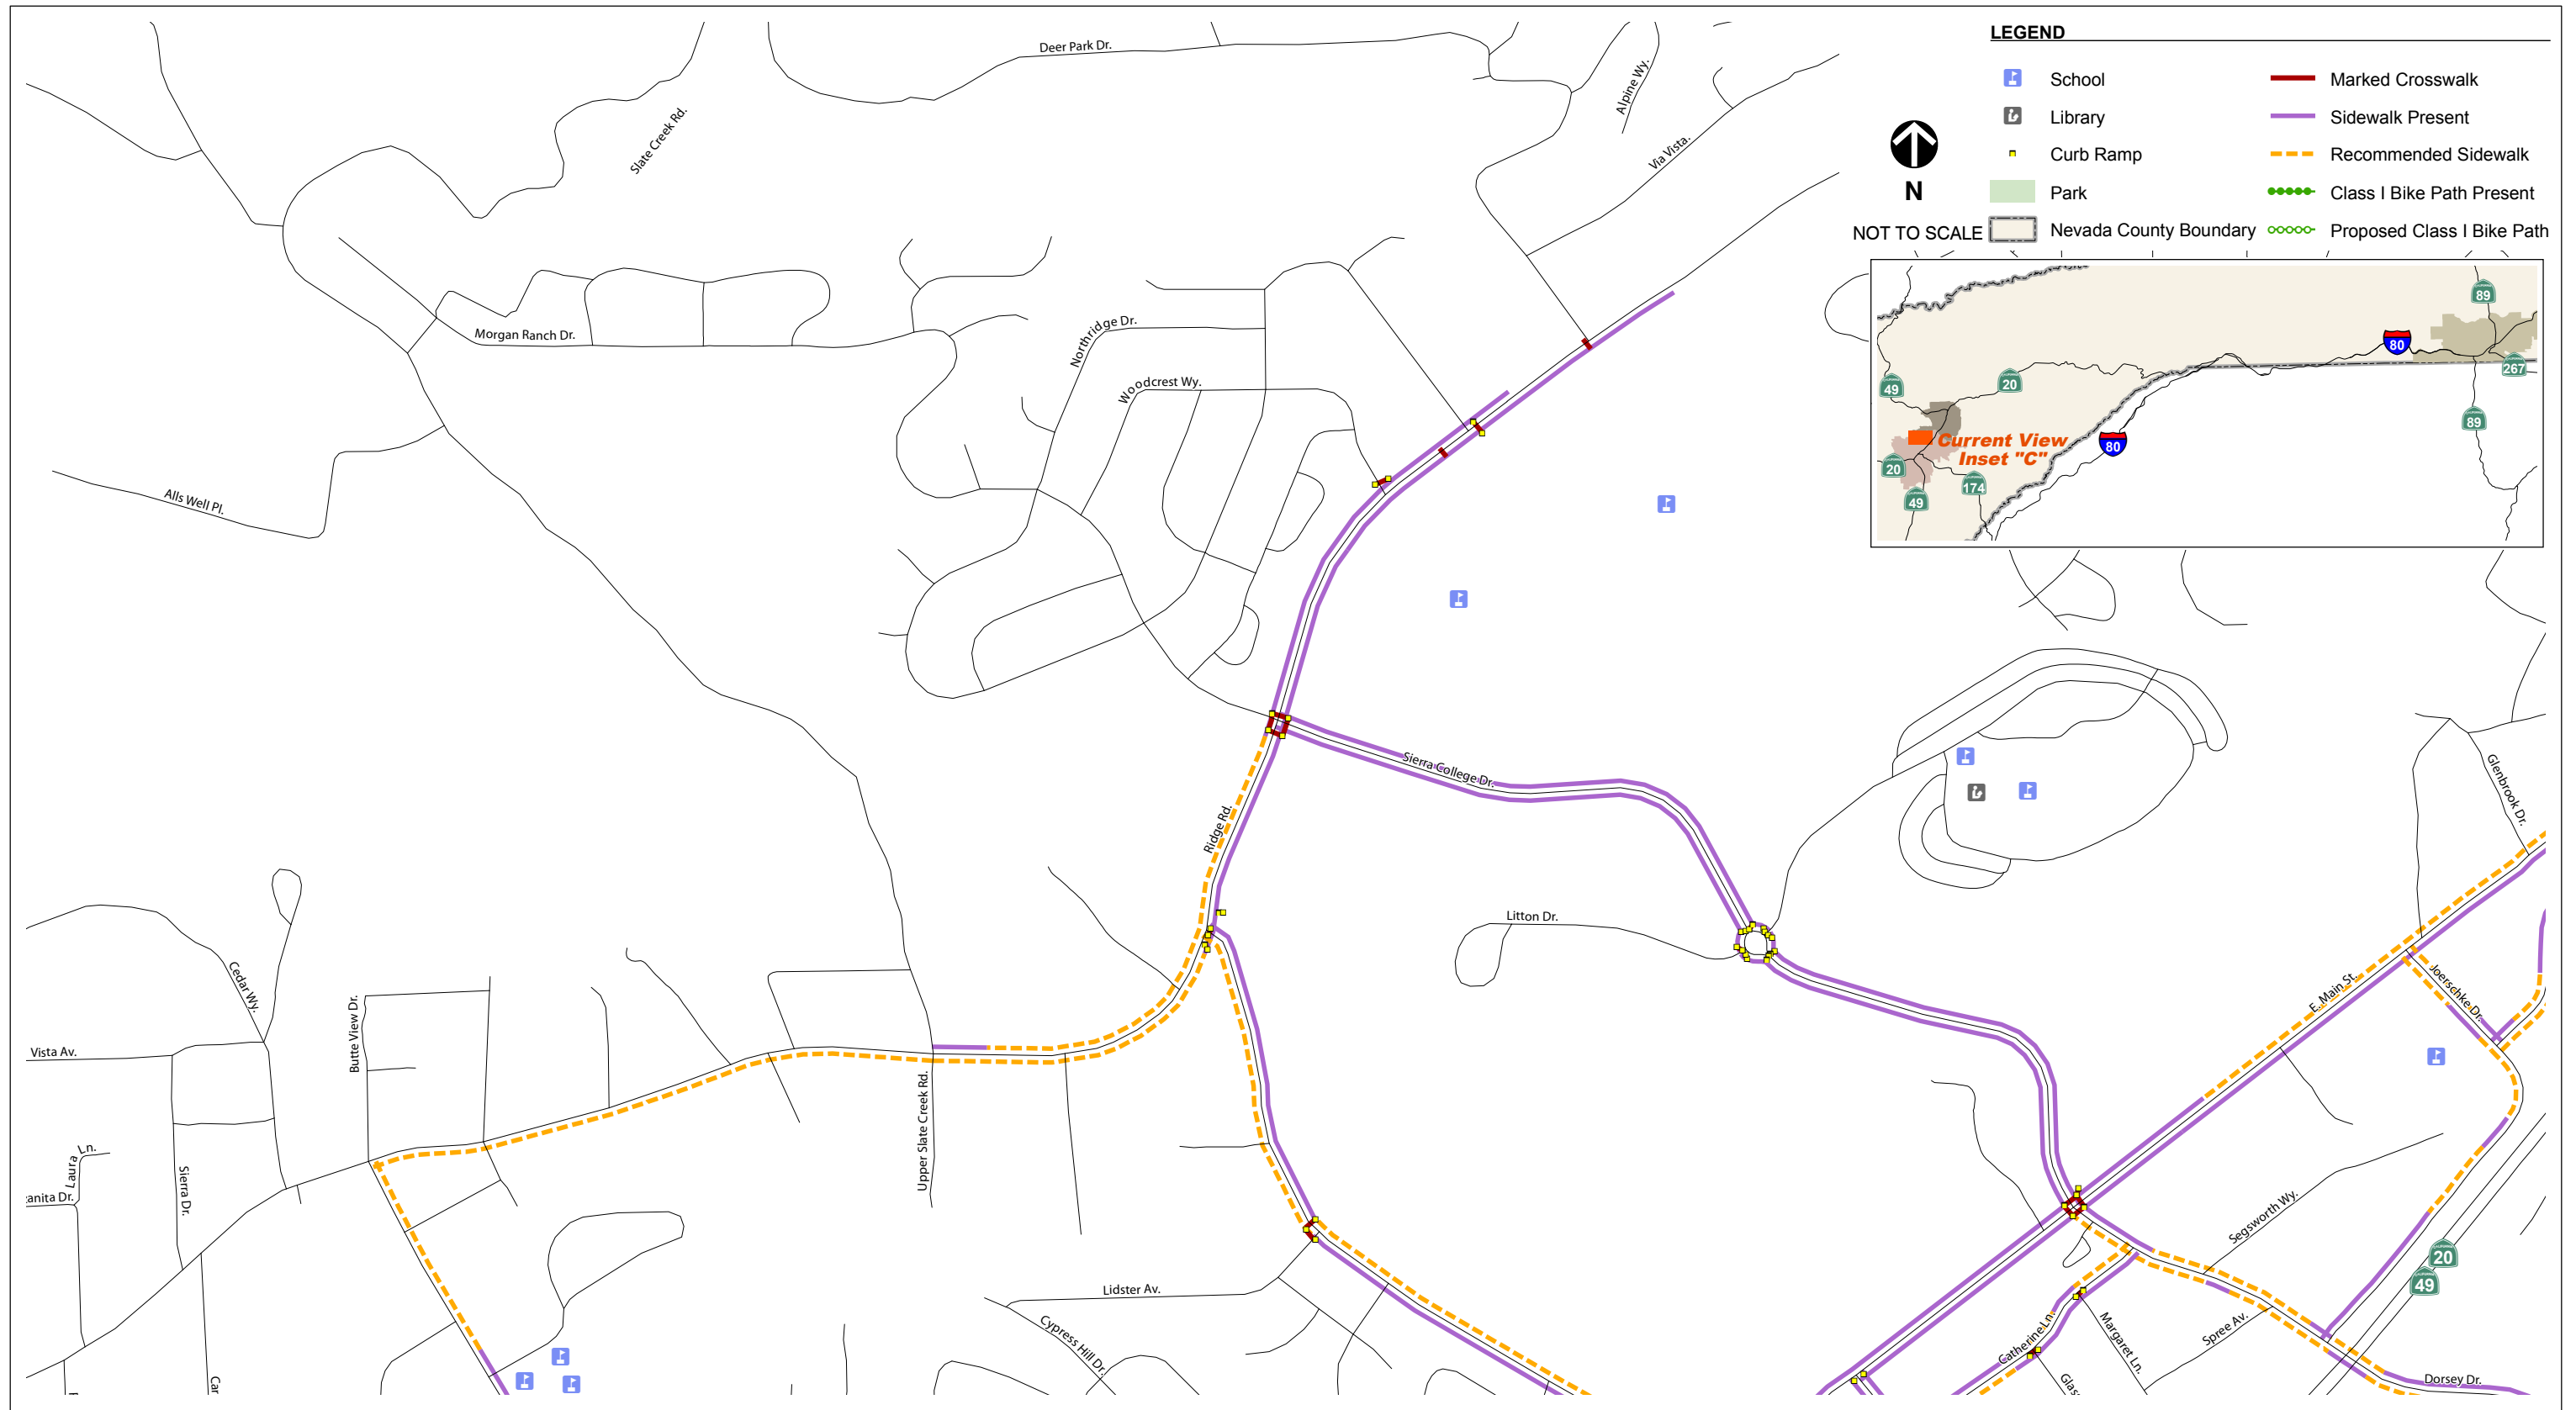 LEGEND
School
Library
Curb Ramp
Park
Nevada County Boundary
Marked Crosswalk
Sidewalk Present
Recommended Sidewalk
Class I Bike Path Present
Proposed Class I Bike Path
N
NOT TO SCALE
89
80
267
49
20
89
80
Current View
Inset "C"
20
174
49
Deer Park Dr.
Alpine Wy.
Slate Creek Rd.
Via Vista.
Northridge Dr.
Morgan Ranch Dr.
Woodcrest Wy.
Alls Well Pl.
Sierra College Dr.
Glenbrook Dr.
Ridge Rd.
Litton Dr.
Cedar Wy.
Butte View Dr.
E. Main St.
Joerschke Dr.
Vista Av.
Upper Slate Creek Rd.
Laura Ln.
Sierra Dr.
anita Dr.
Segsworth Wy.
20
49
Lidster Av.
Cypress Hill Dr.
Catherine Ln.
Margaret Ln.
Spree Av.
Dorsey Dr.
Car
Glas